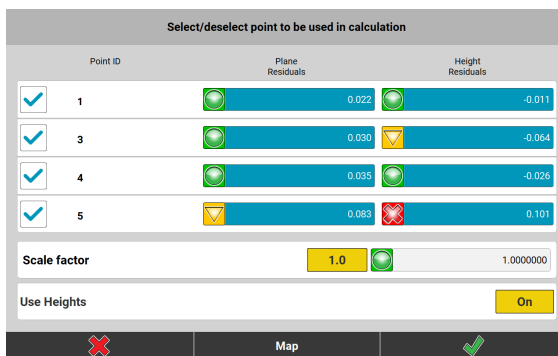 Select/deselect point to be used in calculation
Point ID Plane Residuals Height Residuals
1 0.022 -0.011
3 0.030 -0.064
4 0.035 -0.026
5 0.083 0.101
Scale factor 1.0 1.0000000
Use Heights On
Map